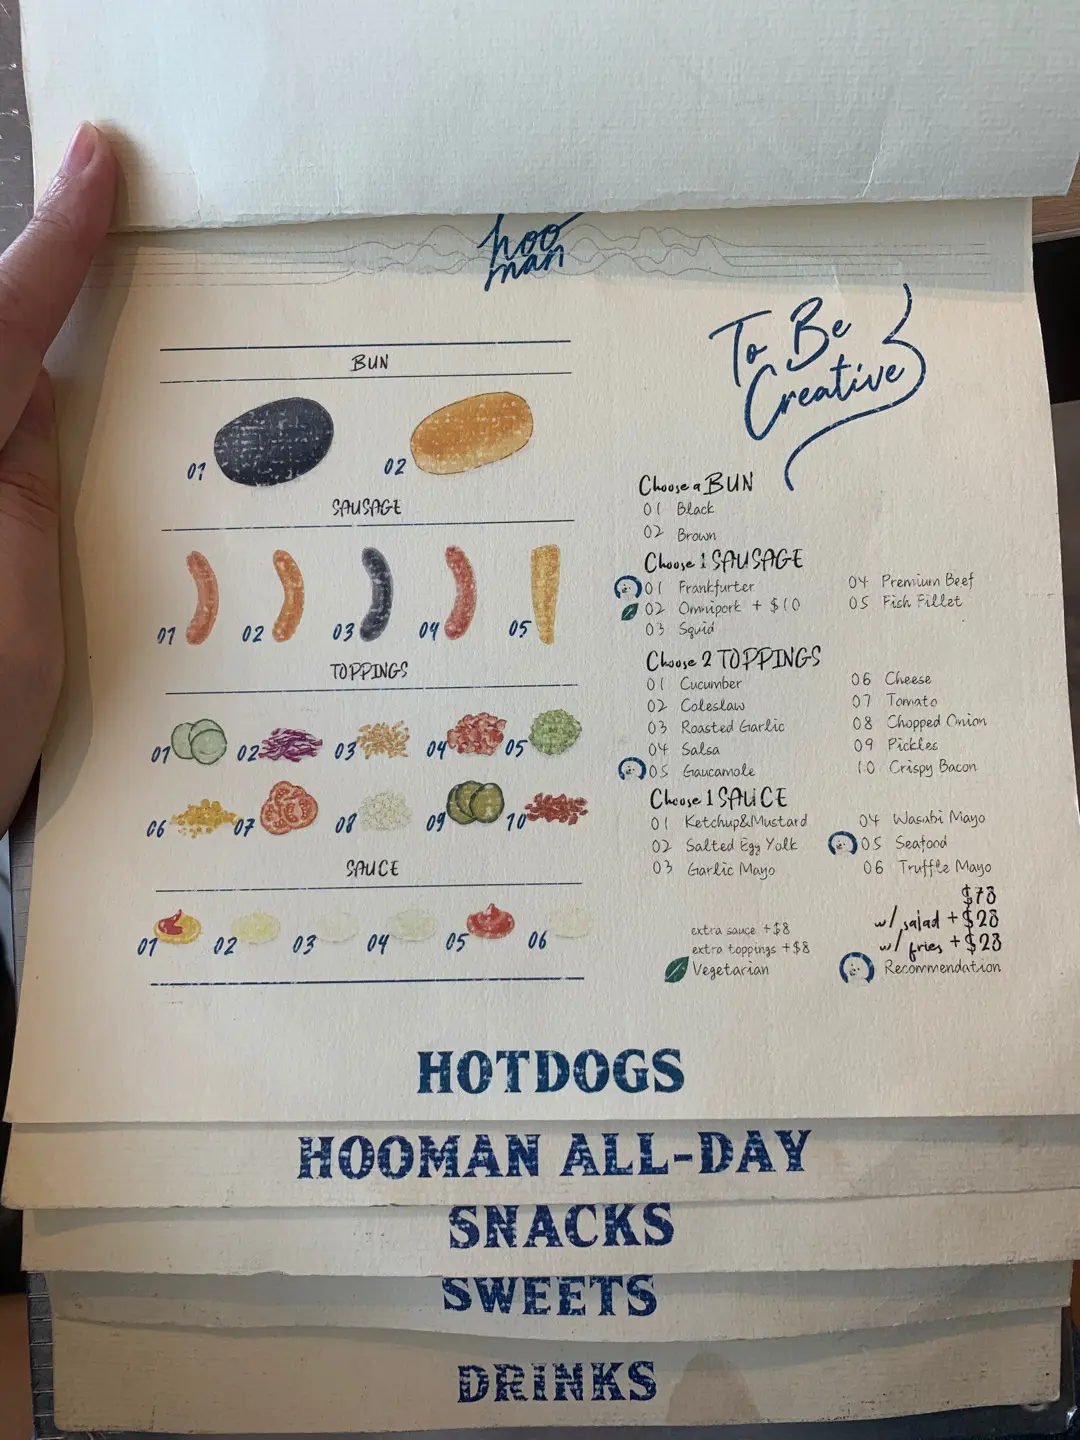 hoo
man
To Be
Creative
BUN
01
02
SAUSAGE
01
02
03
04
05
TOPPINGS
01
02
03
04
05
06
07
08
09
10
SAUCE
01
02
03
04
05
06
Choose a BUN
01 Black
02 Brown
Choose 1 SAUSAGE
01 Frankfurter
02 Omnipork + $10
03 Squid
04 Premium Beef
05 Fish Fillet
Choose 2 TOPPINGS
01 Cucumber
02 Coleslaw
03 Roasted Garlic
04 Salsa
05 Gaucamole
06 Cheese
07 Tomato
08 Chopped Onion
09 Pickles
10 Crispy Bacon
Choose 1 SAUCE
01 Ketchup&Mustard
02 Salted Egg Yolk
03 Garlic Mayo
04 Wasabi Mayo
05 Seafood
06 Truffle Mayo
$78
w/ salad +$28
w/ fries +$28
extra sauce +$8
extra toppings +$8
Vegetarian
Recommendation
HOTDOGS
HOOMAN ALL-DAY
SNACKS
SWEETS
DRINKS